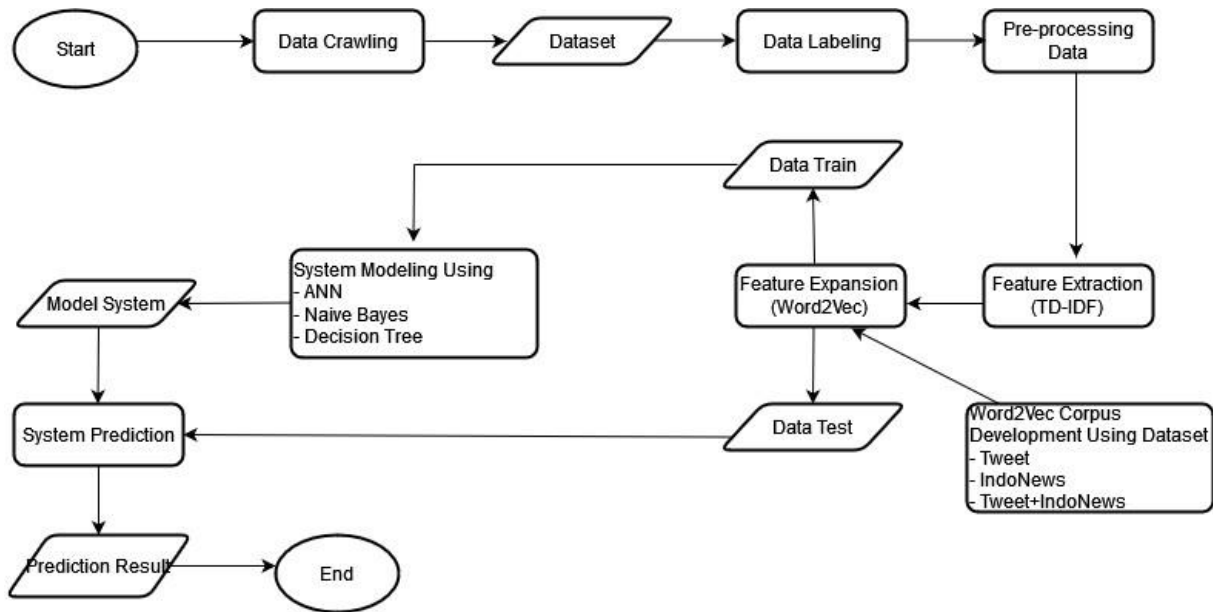 Start
Data Crawling
Dataset
Data Labeling
Pre-processing
Data
Data Train
System Modeling Using
- ANN
- Naive Bayes
- Decision Tree
Model System
Feature Expansion
(Word2Vec)
Feature Extraction
(TD-IDF)
System Prediction
Data Test
Word2Vec Corpus
Development Using Dataset
- Tweet
- IndoNews
- Tweet+IndoNews
Prediction Result
End